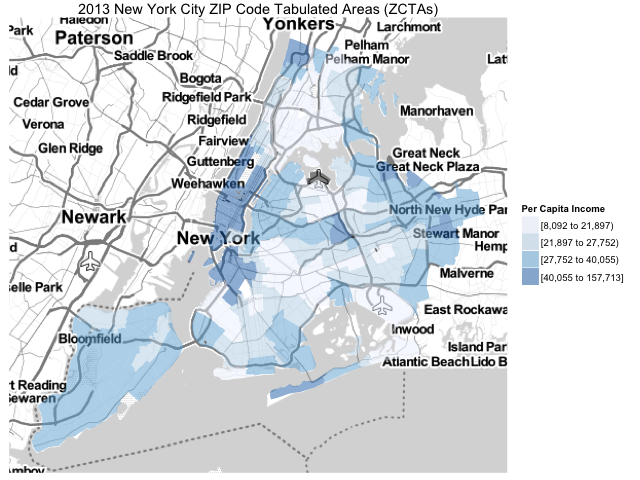 2013 New York City ZIP Code Tabulated Areas (ZCTAs)
Haledon
Yonkers
Larchmont
Park
Paterson
Pelham
Saddle Brook
Pelham Manor
Latt
ld
Bogota
Cedar Grove
Ridgefield Park
Manorhaven
Verona
Ridgefield
Glen Ridge
Fairview
Great Neck
Guttenberg
Great Neck Plaza
Weehawken
Per Capita Income
Newark
North New Hyde Par
[8,092 to 21,897)
New York
Stewart Manor
[21,897 to 27,752)
d
Hemp
[27,752 to 40,055)
Malverne
[40,055 to 157,713]
selle Park
East Rockawa
Bloomfield
Inwood
Island Par
Atlantic Beach
Lido B
rt Reading
Sewaren
Amboy